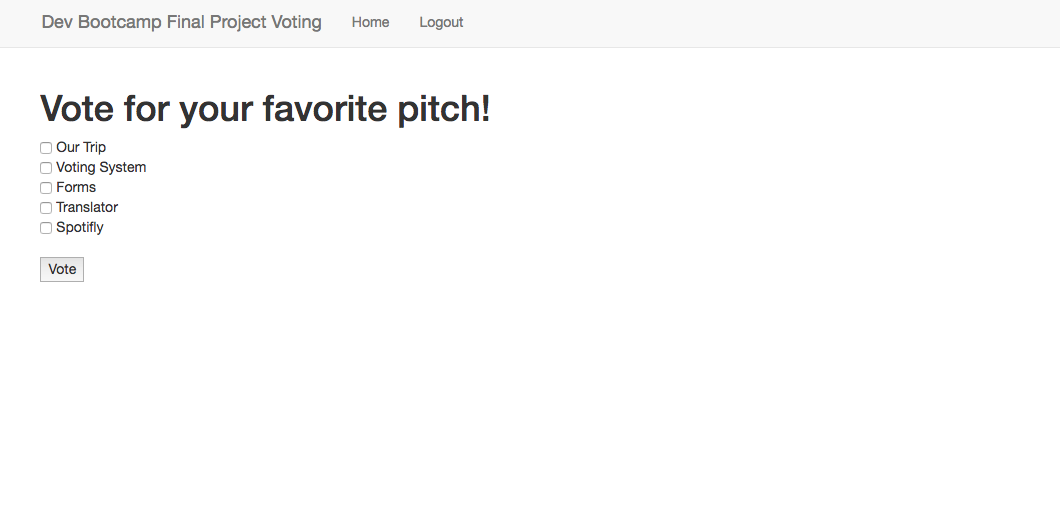 Dev Bootcamp Final Project Voting Home Logout
Vote for your favorite pitch!
Our Trip
Voting System
Forms
Translator
Spotifly
Vote